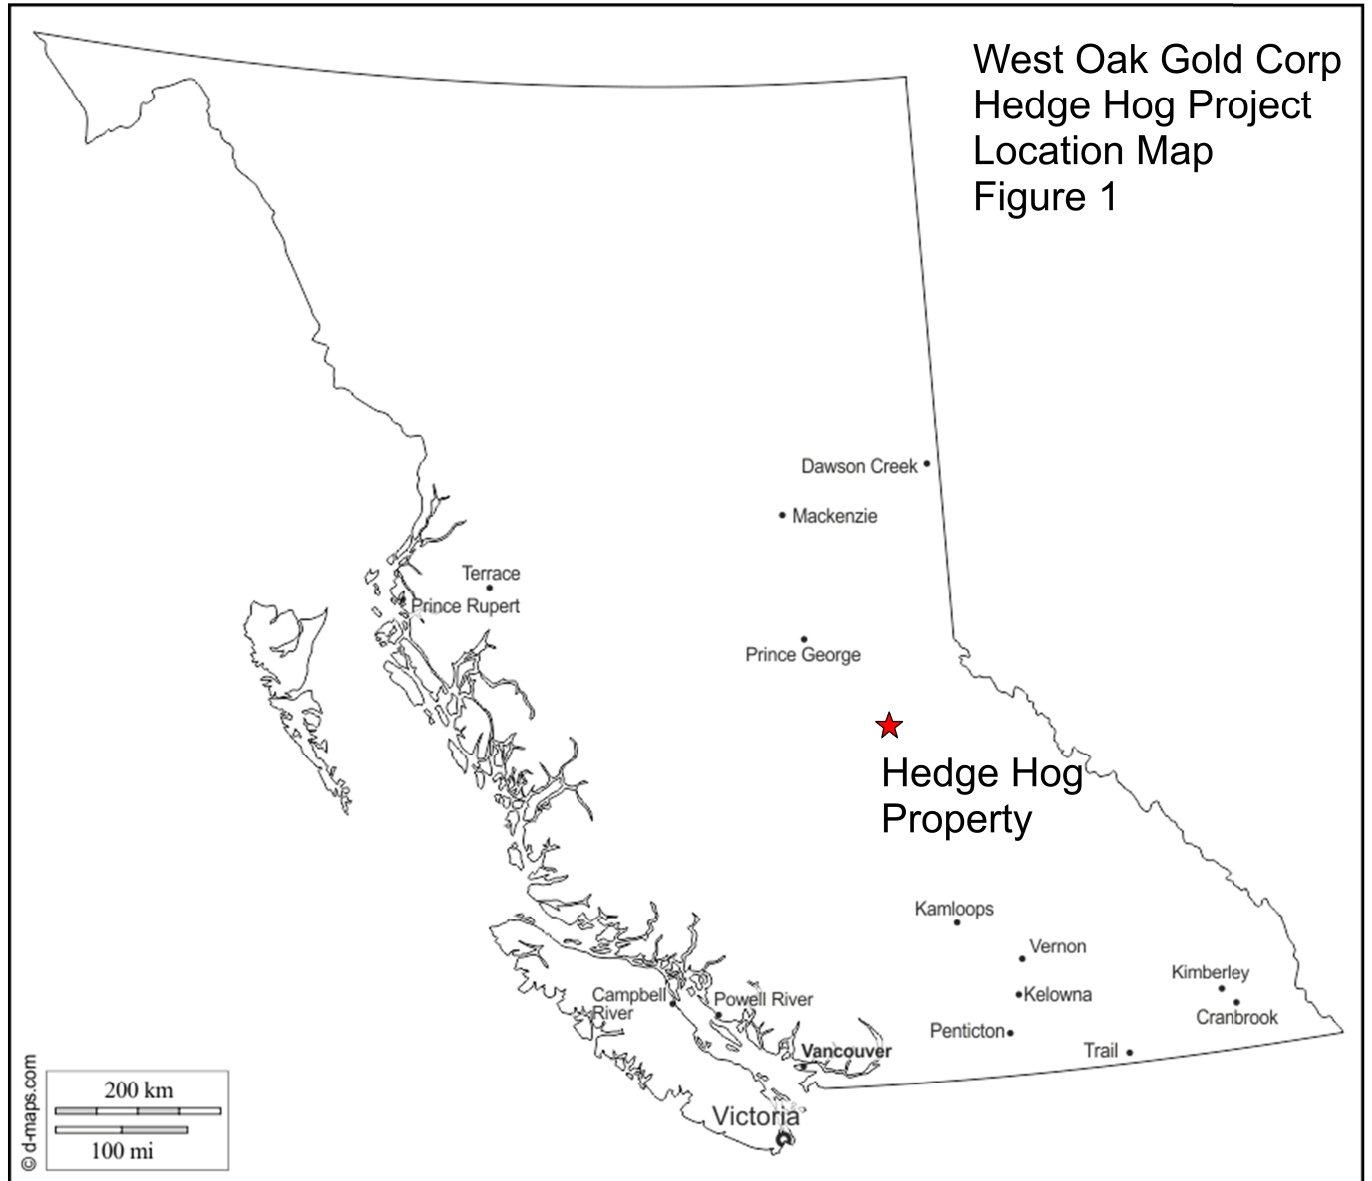 West Oak Gold Corp
Hedge Hog Project
Location Map
Figure 1
Dawson Creek
Mackenzie
Terrace
Prince Rupert
Prince George
Hedge Hog
Property
Kamloops
Vernon
Kimberley
Campbell
River
Powell River
Kelowna
Cranbrook
Penticton
Trail
Vancouver
Victoria
200 km
100 mi
© d-maps.com